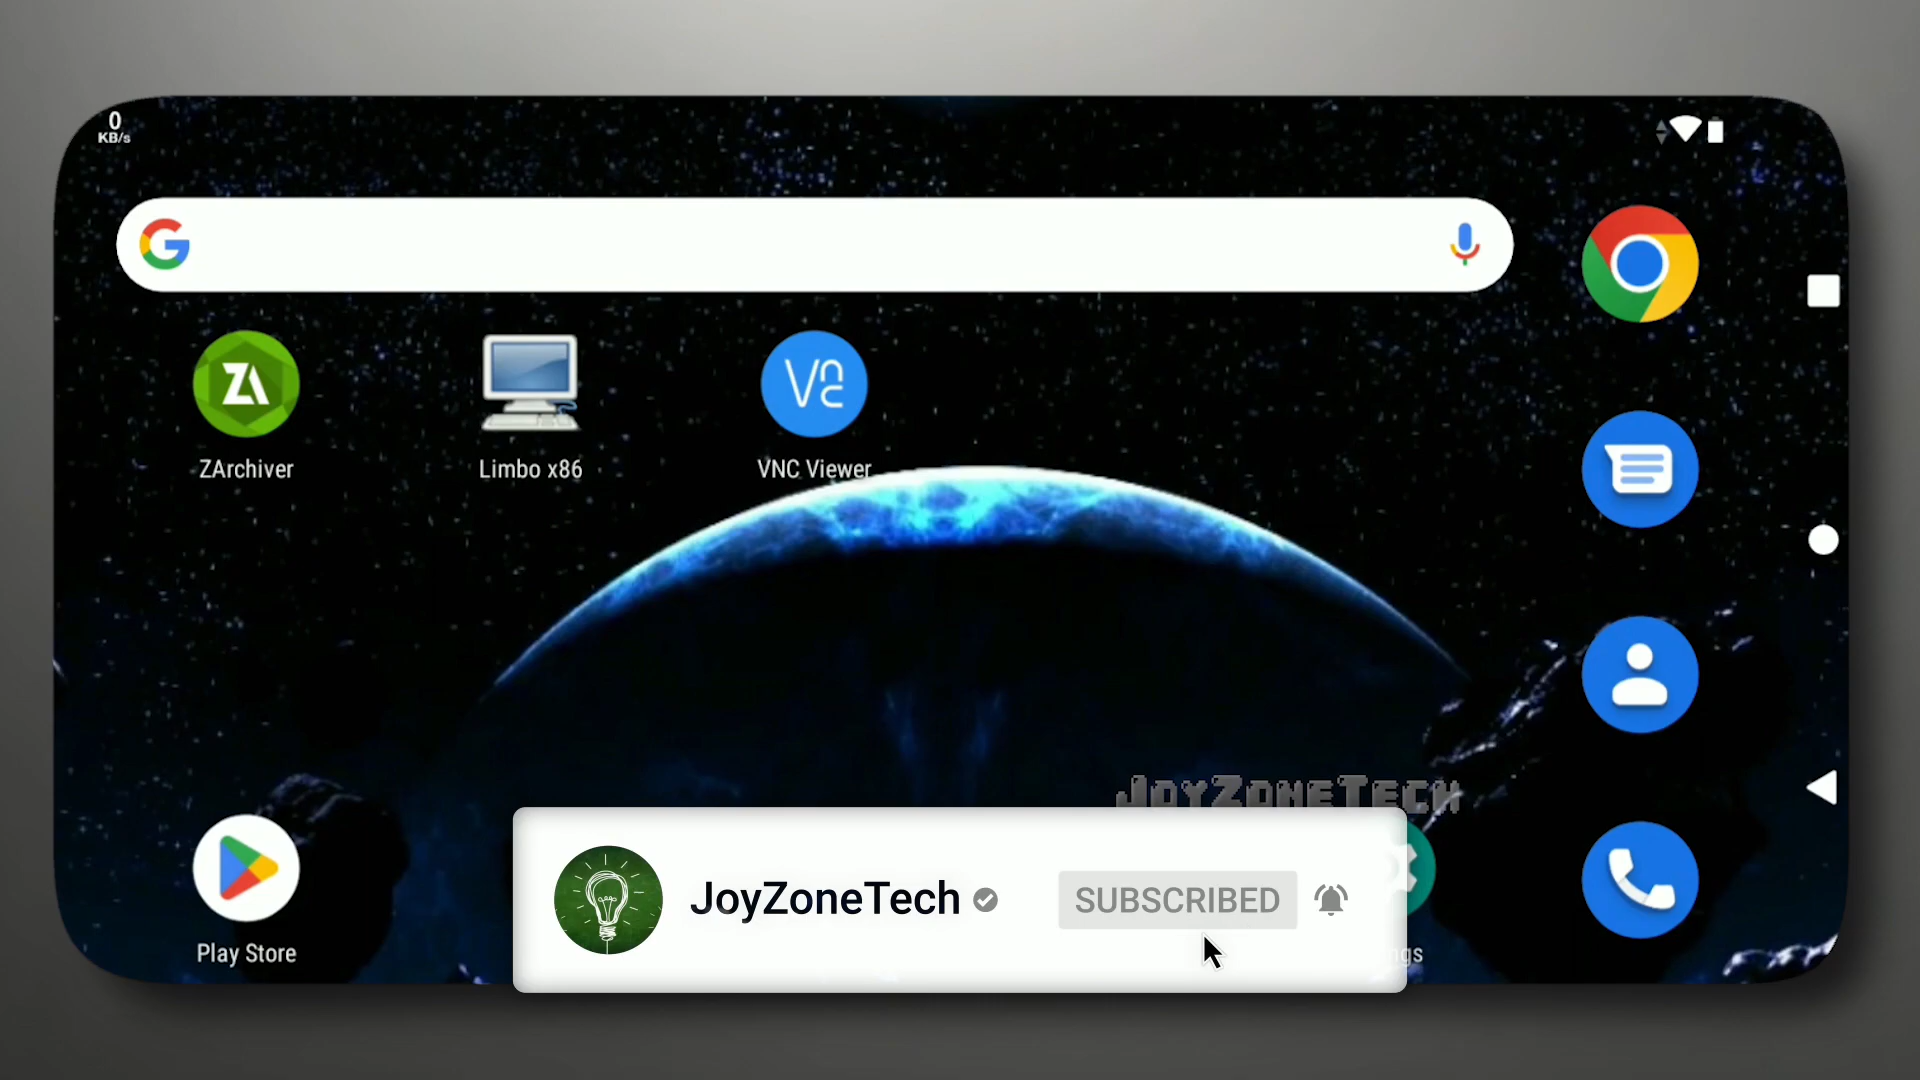 0
KB/s
ZArchiver
Limbo x86
VNC Viewer
JoyZoneTech
JoyZoneTech
SUBSCRIBED
Play Store